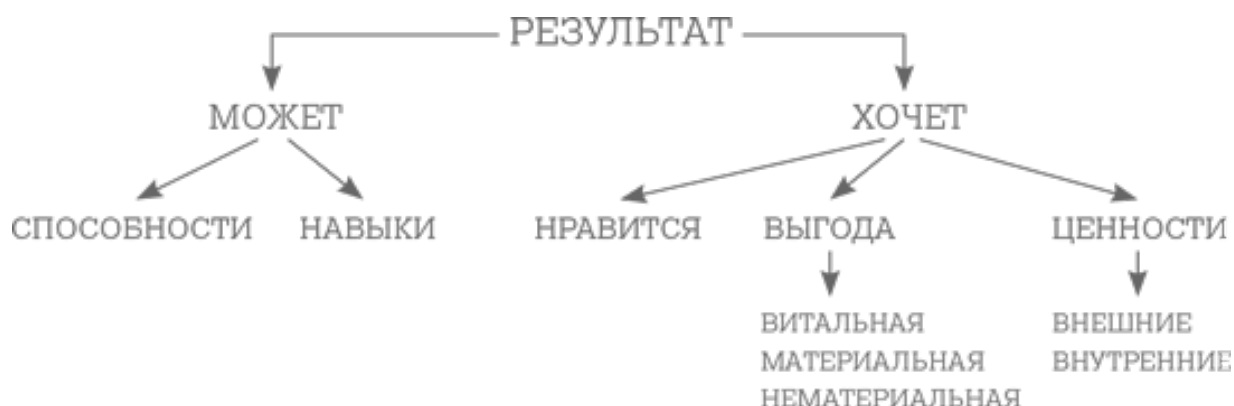 РЕЗУЛЬТАТ
МОЖЕТ
ХОЧЕТ
СПОСОБНОСТИ
НАВЫКИ
НРАВИТСЯ
ВЫГОДА
ЦЕННОСТИ
ВИТАЛЬНАЯ
МАТЕРИАЛЬНАЯ
НЕМАТЕРИАЛЬНАЯ
ВНЕШНИЕ
ВНУТРЕННИЕ